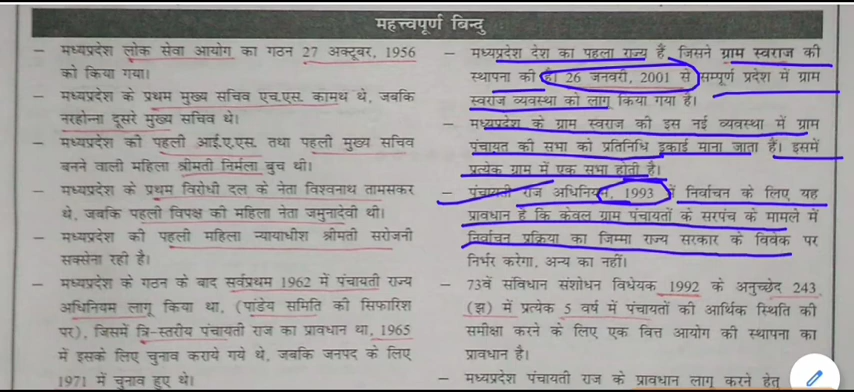 महत्त्वपूर्ण बिन्दु
– मध्यप्रदेश लोक सेवा आयोग का गठन 27 अक्टूबर, 1956
को किया गया।
– मध्यप्रदेश के प्रथम मुख्य सचिव एच.एस. कामथ थे, जबकि
नरहोन्ना दूसरे मुख्य सचिव थे।
– मध्यप्रदेश की पहली आई.ए.एस. तथा पहली मुख्य सचिव
बनने वाली महिला श्रीमती निर्मला बुच थी।
– मध्यप्रदेश के प्रथम विरोधी दल के नेता विश्वनाथ तामसकर
थे, जबकि पहली विपक्ष की महिला नेता जमुनादेवी थी।
– मध्यप्रदेश की पहली महिला न्यायाधीश श्रीमती सरोजनी
सक्सेना रही है।
– मध्यप्रदेश के गठन के बाद सर्वप्रथम 1962 में पंचायती राज्य
अधिनियम लागू किया था, (पांडेय समिति की सिफारिश
पर), जिसमें त्रि-स्तरीय पंचायती राज का प्रावधान था, 1965
में इसके लिए चुनाव कराये गये थे, जबकि जनपद के लिए
1971 में चुनाव हुए थे।
– मध्यप्रदेश देश का पहला राज्य हैं, जिसने ग्राम स्वराज की
स्थापना की है। 26 जनवरी, 2001 से सम्पूर्ण प्रदेश में ग्राम
स्वराज व्यवस्था को लागू किया गया है।
– मध्यप्रदेश के ग्राम स्वराज की इस नई व्यवस्था में ग्राम
पंचायत की सभा को प्रतिनिधि इकाई माना जाता है। इसमें
प्रत्येक ग्राम में एक सभा होती है।
– पंचायती राज अधिनियम, 1993 में निर्वाचन के लिए यह
प्रावधान है कि केवल ग्राम पंचायतों के सरपंच के मामले में
निर्वाचन प्रक्रिया का जिम्मा राज्य सरकार के विवेक पर
निर्भर करेगा, अन्य का नहीं।
– 73वें संविधान संशोधन विधेयक 1992 के अनुच्छेद 243
(झ) में प्रत्येक 5 वर्ष में पंचायतों की आर्थिक स्थिति की
समीक्षा करने के लिए एक वित्त आयोग की स्थापना का
प्रावधान है।
– मध्यप्रदेश पंचायती राज के प्रावधान लागू करने हेतु